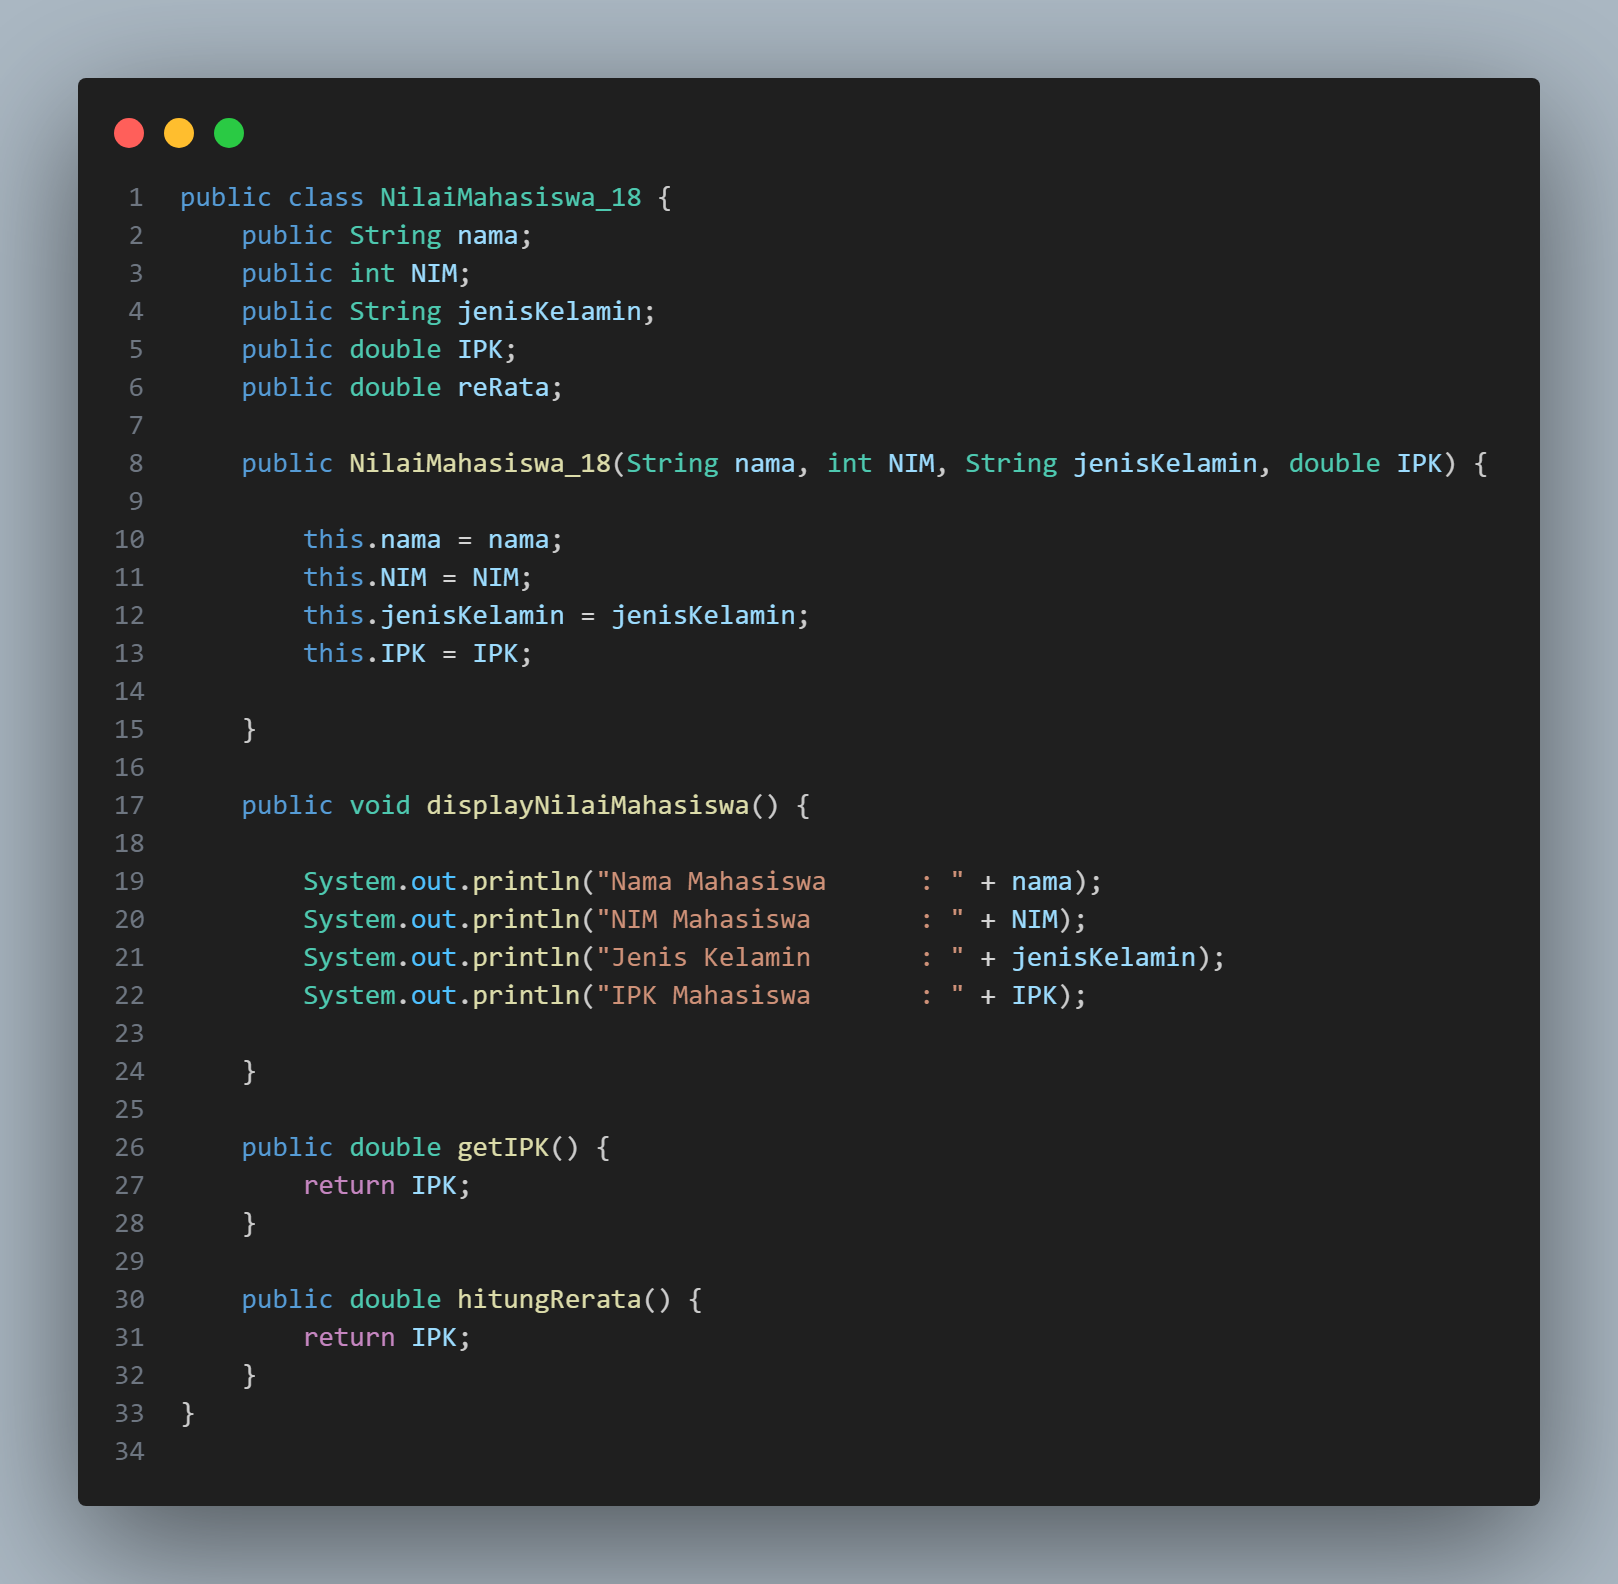 1 public class NilaiMahasiswa_18 {
2     public String nama;
3     public int NIM;
4     public String jenisKelamin;
5     public double IPK;
6     public double reRata;
7
8     public NilaiMahasiswa_18(String nama, int NIM, String jenisKelamin, double IPK) {
9
10         this.nama = nama;
11         this.NIM = NIM;
12         this.jenisKelamin = jenisKelamin;
13         this.IPK = IPK;
14
15     }
16
17     public void displayNilaiMahasiswa() {
18
19         System.out.println("Nama Mahasiswa      : " + nama);
20         System.out.println("NIM Mahasiswa       : " + NIM);
21         System.out.println("Jenis Kelamin       : " + jenisKelamin);
22         System.out.println("IPK Mahasiswa       : " + IPK);
23
24     }
25
26     public double getIPK() {
27         return IPK;
28     }
29
30     public double hitungRerata() {
31         return IPK;
32     }
33 }
34